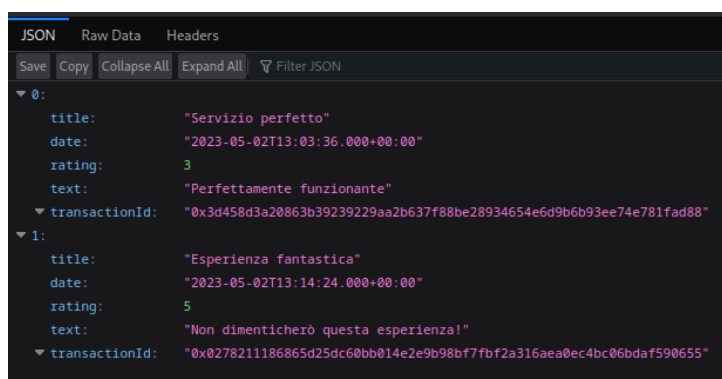 JSON Raw Data Headers
Save Copy Collapse All Expand All Filter JSON
0:
title: "Servizio perfetto"
date: "2023-05-02T13:03:36.000+00:00"
rating: 3
text: "Perfettamente funzionante"
transactionId: "0x3d458d3a20863b39239229aa2b637f88be28934654e6d9b6b93ee74e781fad88"
1:
title: "Esperienza fantastica"
date: "2023-05-02T13:14:24.000+00:00"
rating: 5
text: "Non dimenticherò questa esperienza!"
transactionId: "0x0278211186865d25dc60bb014e2e9b98bf7fbf2a316aea0ec4bc06bdaf590655"